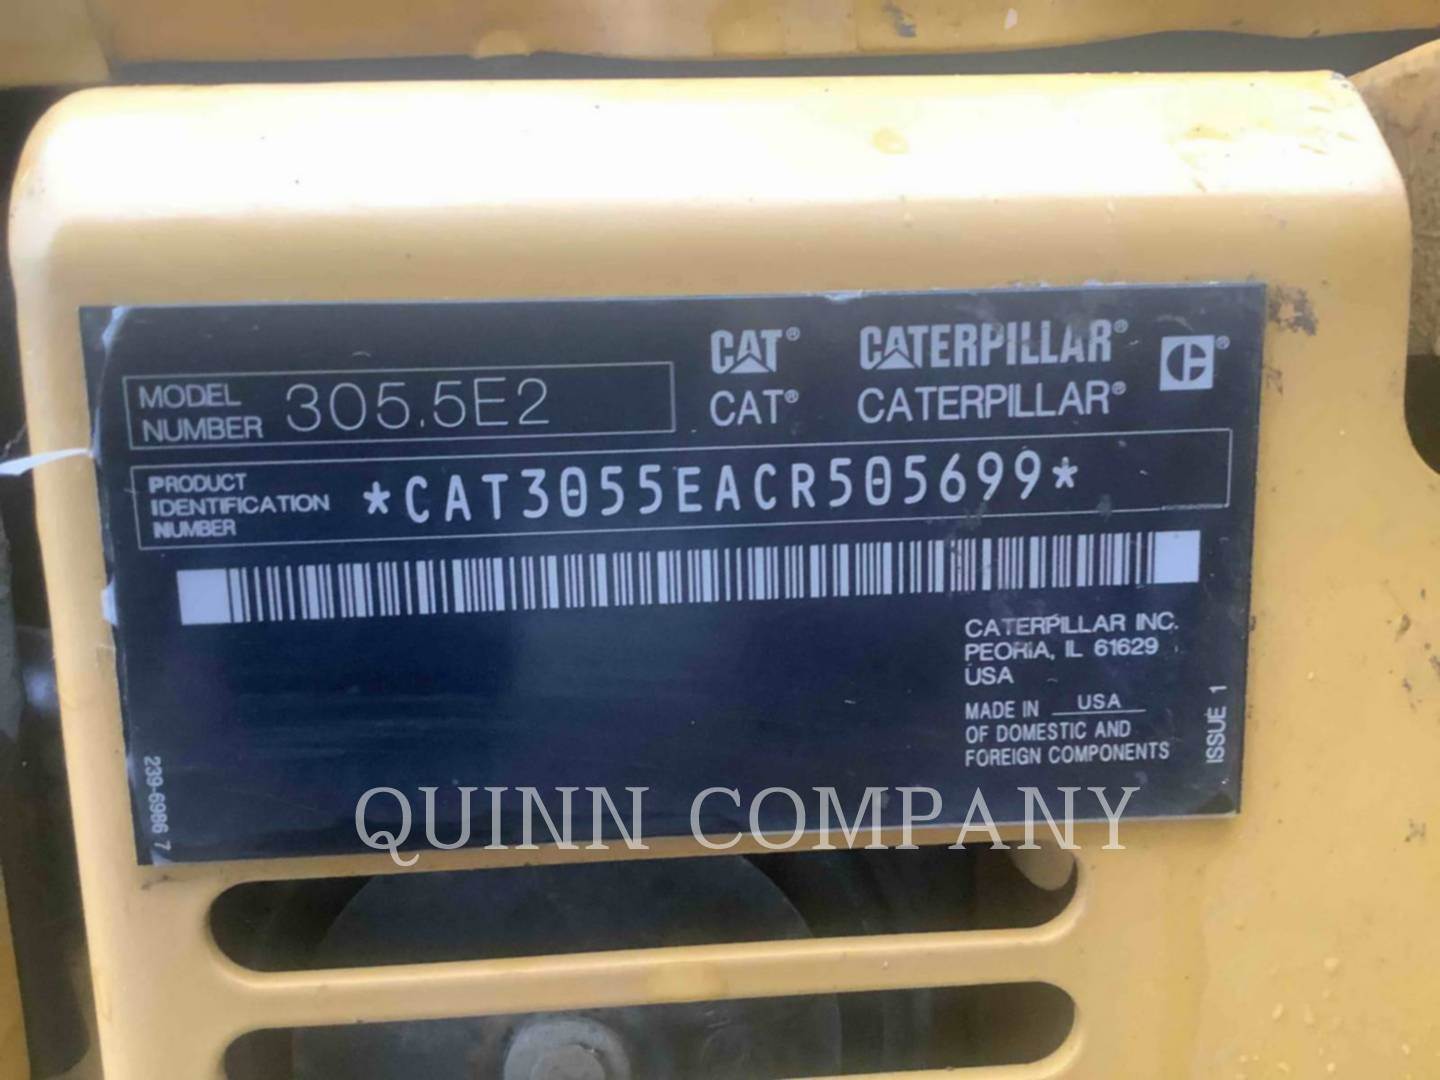 CAT® CATERPILLAR®
CAT® CATERPILLAR®
MODEL NUMBER 305.5E2
PRODUCT IDENTIFICATION NUMBER *CAT3055EACR505699*
CATERPILLAR INC.
PEORIA, IL 61629
USA
MADE IN USA
OF DOMESTIC AND
FOREIGN COMPONENTS
ISSUE 1
239-6986 7
QUINN COMPANY